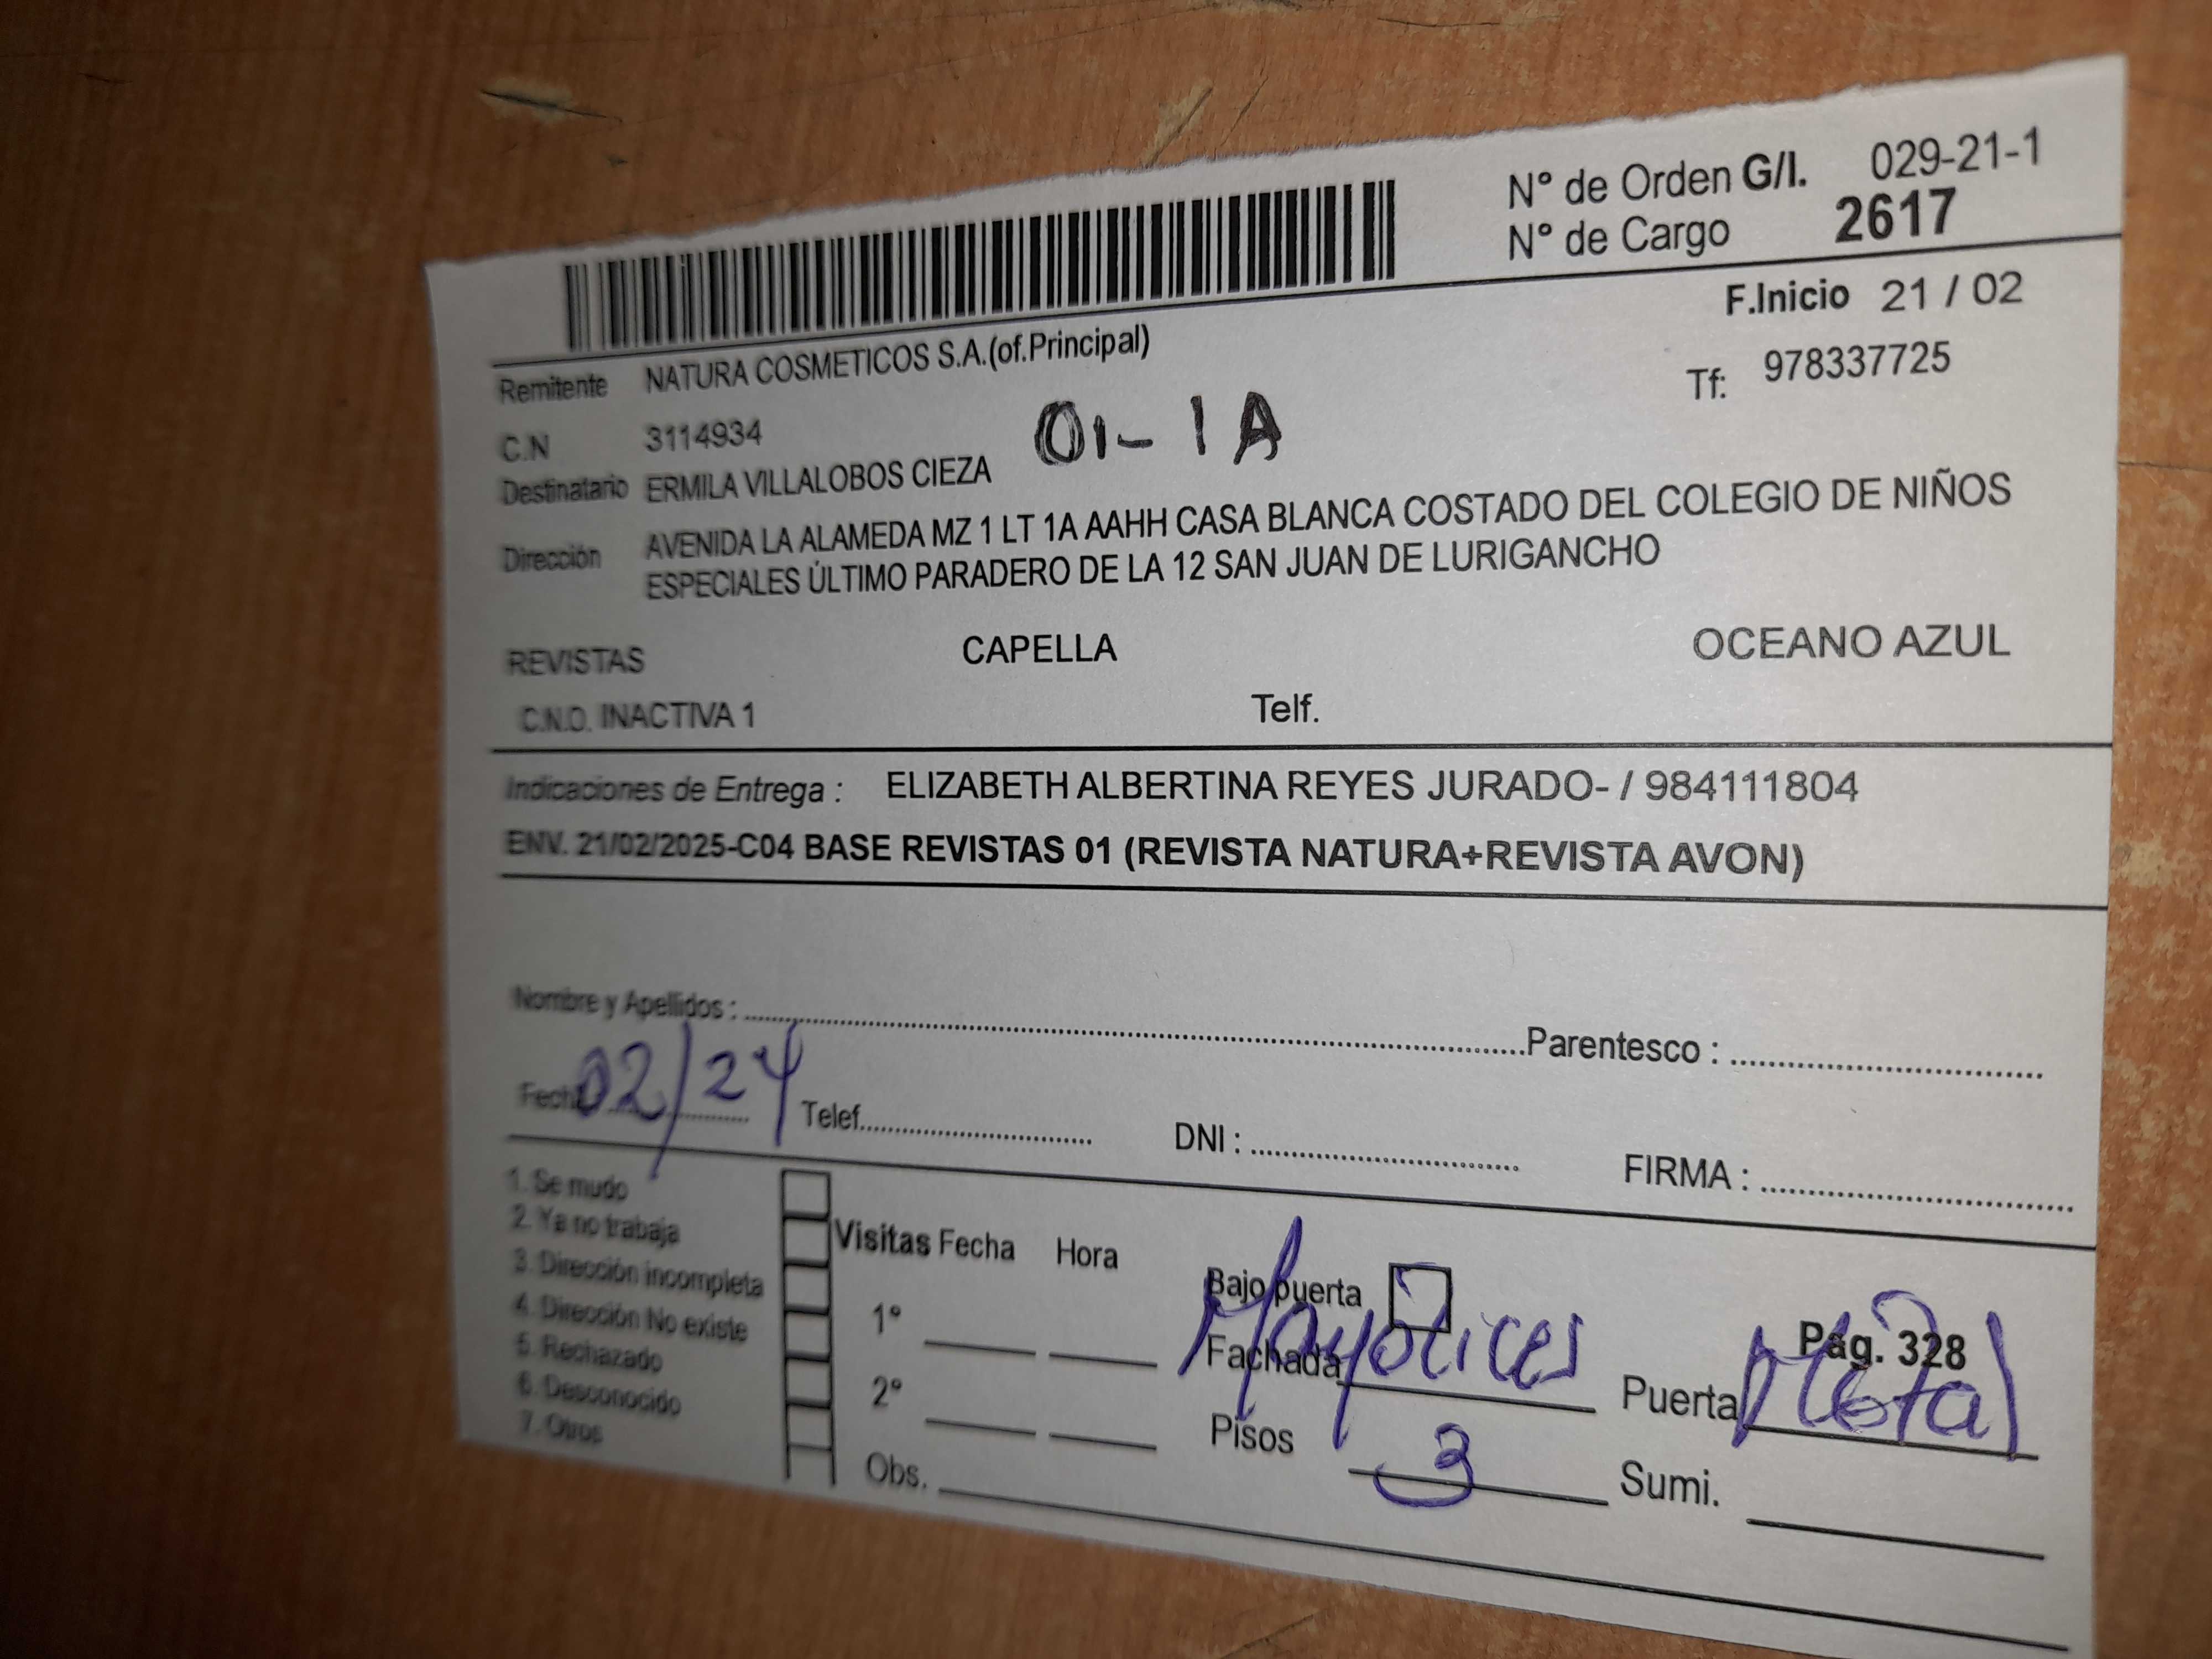 N° de Orden G/I. 029-21-1
N° de Cargo 2617
F.Inicio 21 / 02
Remitente NATURA COSMETICOS S.A.(of.Principal)
Tf: 978337725
C.N 3114934
01-1A
Destinatario ERMILA VILLALOBOS CIEZA
Dirección AVENIDA LA ALAMEDA MZ 1 LT 1A AAHH CASA BLANCA COSTADO DEL COLEGIO DE NIÑOS
ESPECIALES ÚLTIMO PARADERO DE LA 12 SAN JUAN DE LURIGANCHO
REVISTAS CAPELLA OCEANO AZUL
C.N.O. INACTIVA 1 Telf.
Indicaciones de Entrega : ELIZABETH ALBERTINA REYES JURADO- / 984111804
ENV. 21/02/2025-C04 BASE REVISTAS 01 (REVISTA NATURA+REVISTA AVON)
Nombre y Apellidos : Parentesco :
Fecha 02/24 Telef. DNI : FIRMA :
1. Se mudo
2. Ya no trabaja
3. Dirección incompleta
4. Dirección No existe
5. Rechazado
6. Desconocido
7. Otros
Visitas Fecha Hora
1°
2°
Obs.
Bajo puerta
Fachada Mayolices
Pisos 3
Pág. 328
Puerta Metal
Sumi.